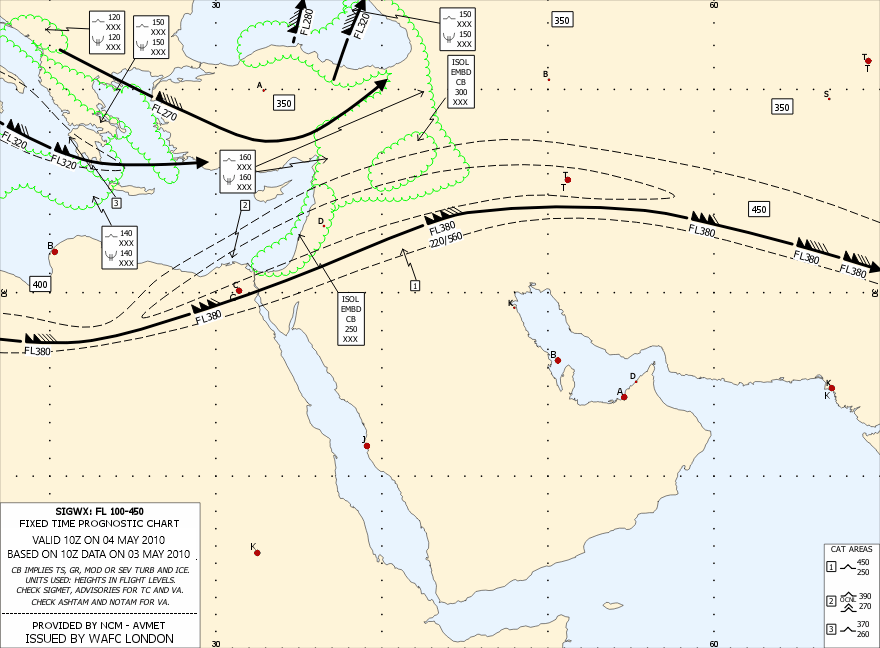 30
60
120
XXX
120
XXX
150
XXX
150
XXX
FL280
FL320
150
XXX
150
XXX
350
ISOL
EMBD
CB
300
XXX
T
T
A
B
S
350
350
FL270
FL320
FL320
160
XXX
160
XXX
T
T
3
2
450
D
140
XXX
140
XXX
B
FL380
220/560
FL380
FL380
FL380
400
30
C
C
1
30
ISOL
EMBD
CB
250
XXX
K
FL380
FL380
B
D
A
K
K
J
K
SIGWX: FL 100-450
FIXED TIME PROGNOSTIC CHART
VALID 10Z ON 04 MAY 2010
BASED ON 10Z DATA ON 03 MAY 2010
CB IMPLIES TS, GR, MOD OR SEV TURB AND ICE.
UNITS USED: HEIGHTS IN FLIGHT LEVELS.
CHECK SIGMET, ADVISORIES FOR TC AND VA.
CHECK ASHTAM AND NOTAM FOR VA.
PROVIDED BY NCM - AVMET
ISSUED BY WAFC LONDON
CAT AREAS
1 450
250
2 OCNL 390
270
3 370
260
30
60